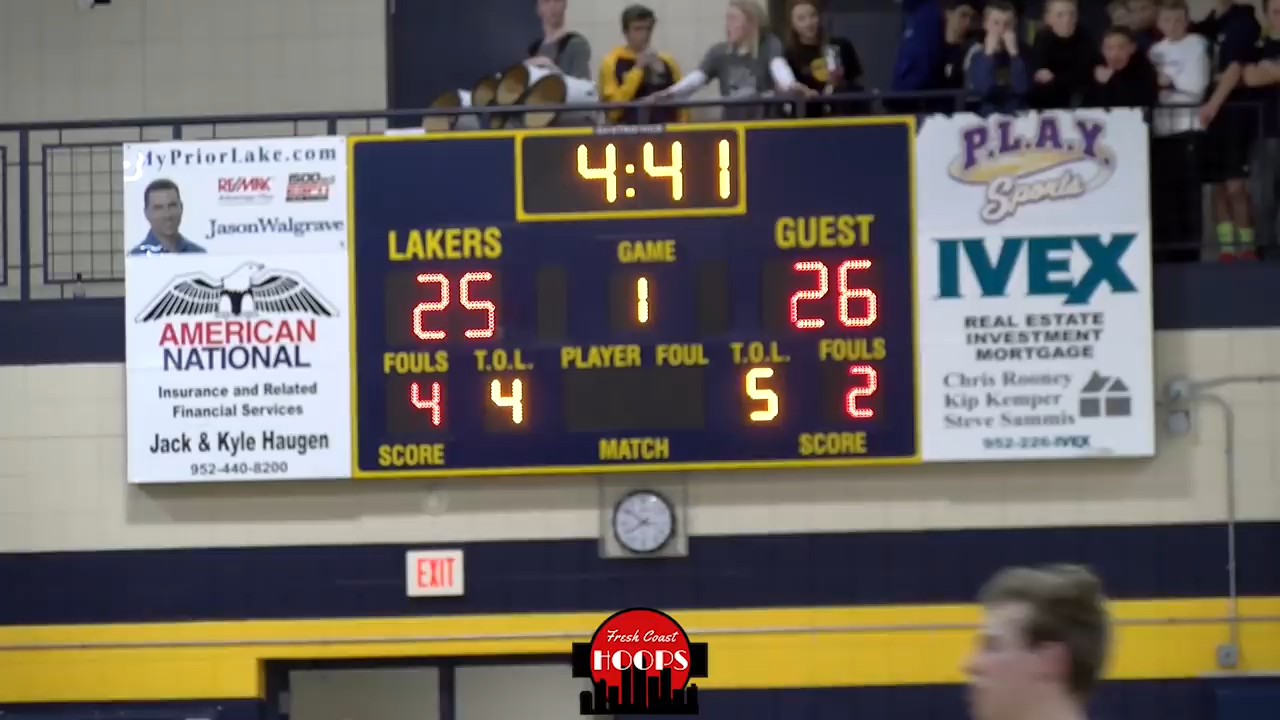 MyPriorLake.com
RE/MAX
1500
ESPN
JasonWalgrave
AMERICAN
NATIONAL
Insurance and Related
Financial Services
Jack & Kyle Haugen
952-440-8200
4:41
LAKERS
GAME
GUEST
25
1
26
FOULS T.O.L. PLAYER FOUL T.O.L. FOULS
4 4 5 2
SCORE MATCH SCORE
P.L.A.Y.
Sports
IVEX
REAL ESTATE
INVESTMENT
MORTGAGE
Chris Rooney
Kip Kemper
Steve Sammis
952-226-IVEX
EXIT
Fresh Coast
HOOPS